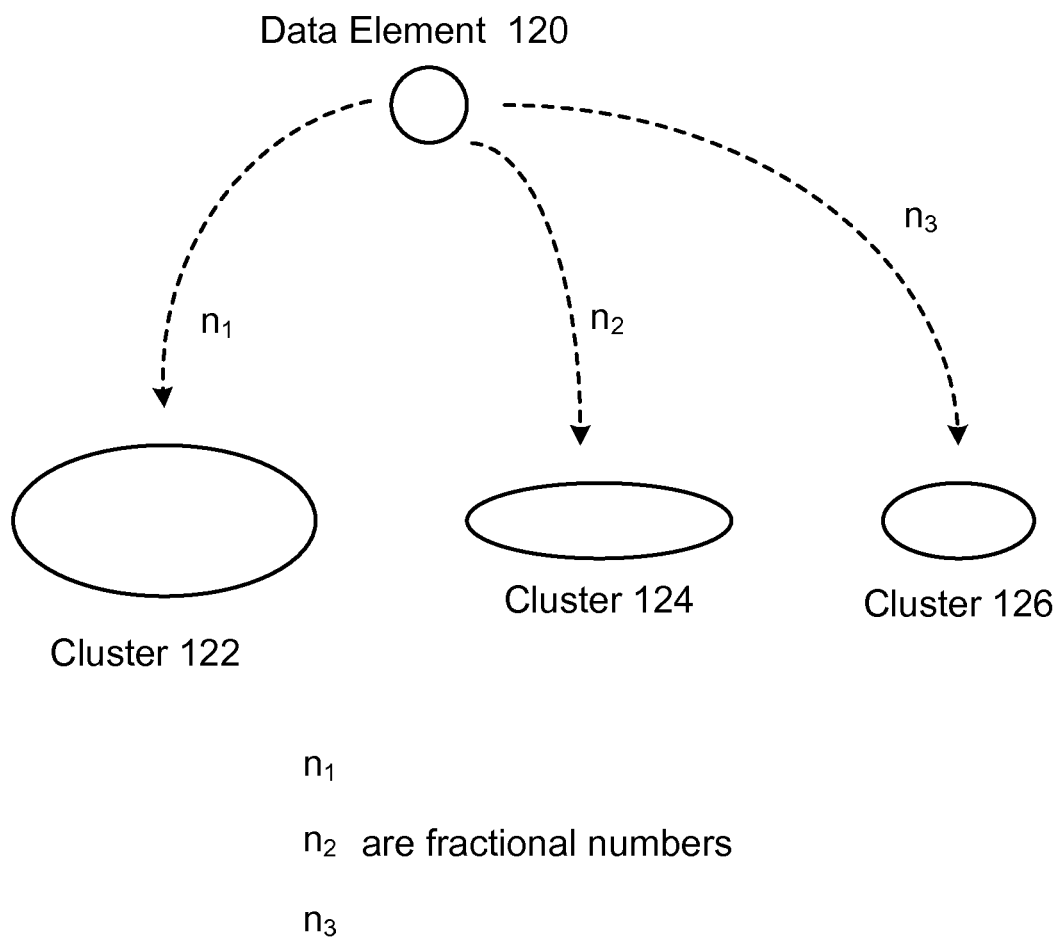 Data Element 120
n₃
n₁
n₂
Cluster 124
Cluster 126
Cluster 122
n₁
n₂ are fractional numbers
n₃